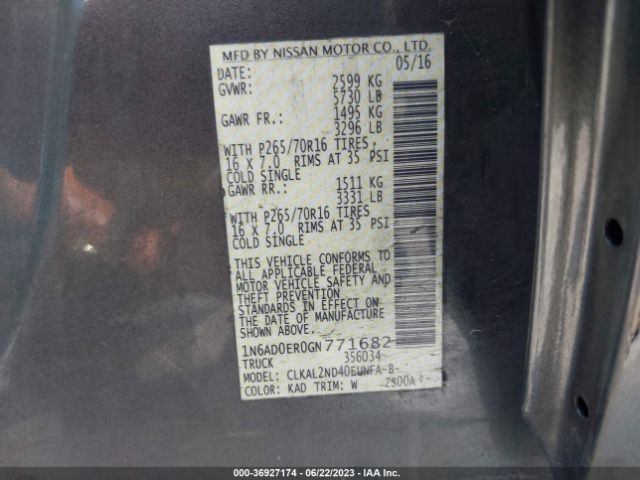 MFD BY NISSAN MOTOR CO., LTD.
DATE: 05/16
GVWR: 2599 KG
5730 LB
GAWR FR.: 1495 KG
3296 LB
WITH P265/70R16 TIRES,
16 X 7.0 RIMS AT 35 PSI
COLD SINGLE
GAWR RR.: 1511 KG
3331 LB
WITH P265/70R16 TIRES
16 X 7.0 RIMS AT 35 PSI
COLD SINGLE
THIS VEHICLE CONFORMS TO
ALL APPLICABLE FEDERAL
MOTOR VEHICLE SAFETY AND
THEFT PREVENTION
STANDARDS IN EFFECT ON
THE DATE OF MANUFACTURE
SHOWN ABOVE.
1N6AD0ER0GN771682
TRUCK 356034
MODEL: CLKAL2ND40EUNFA-B-
COLOR: KAD TRIM: W -Z800A
000-36927174 | 06/22/2023 - IAA Inc.